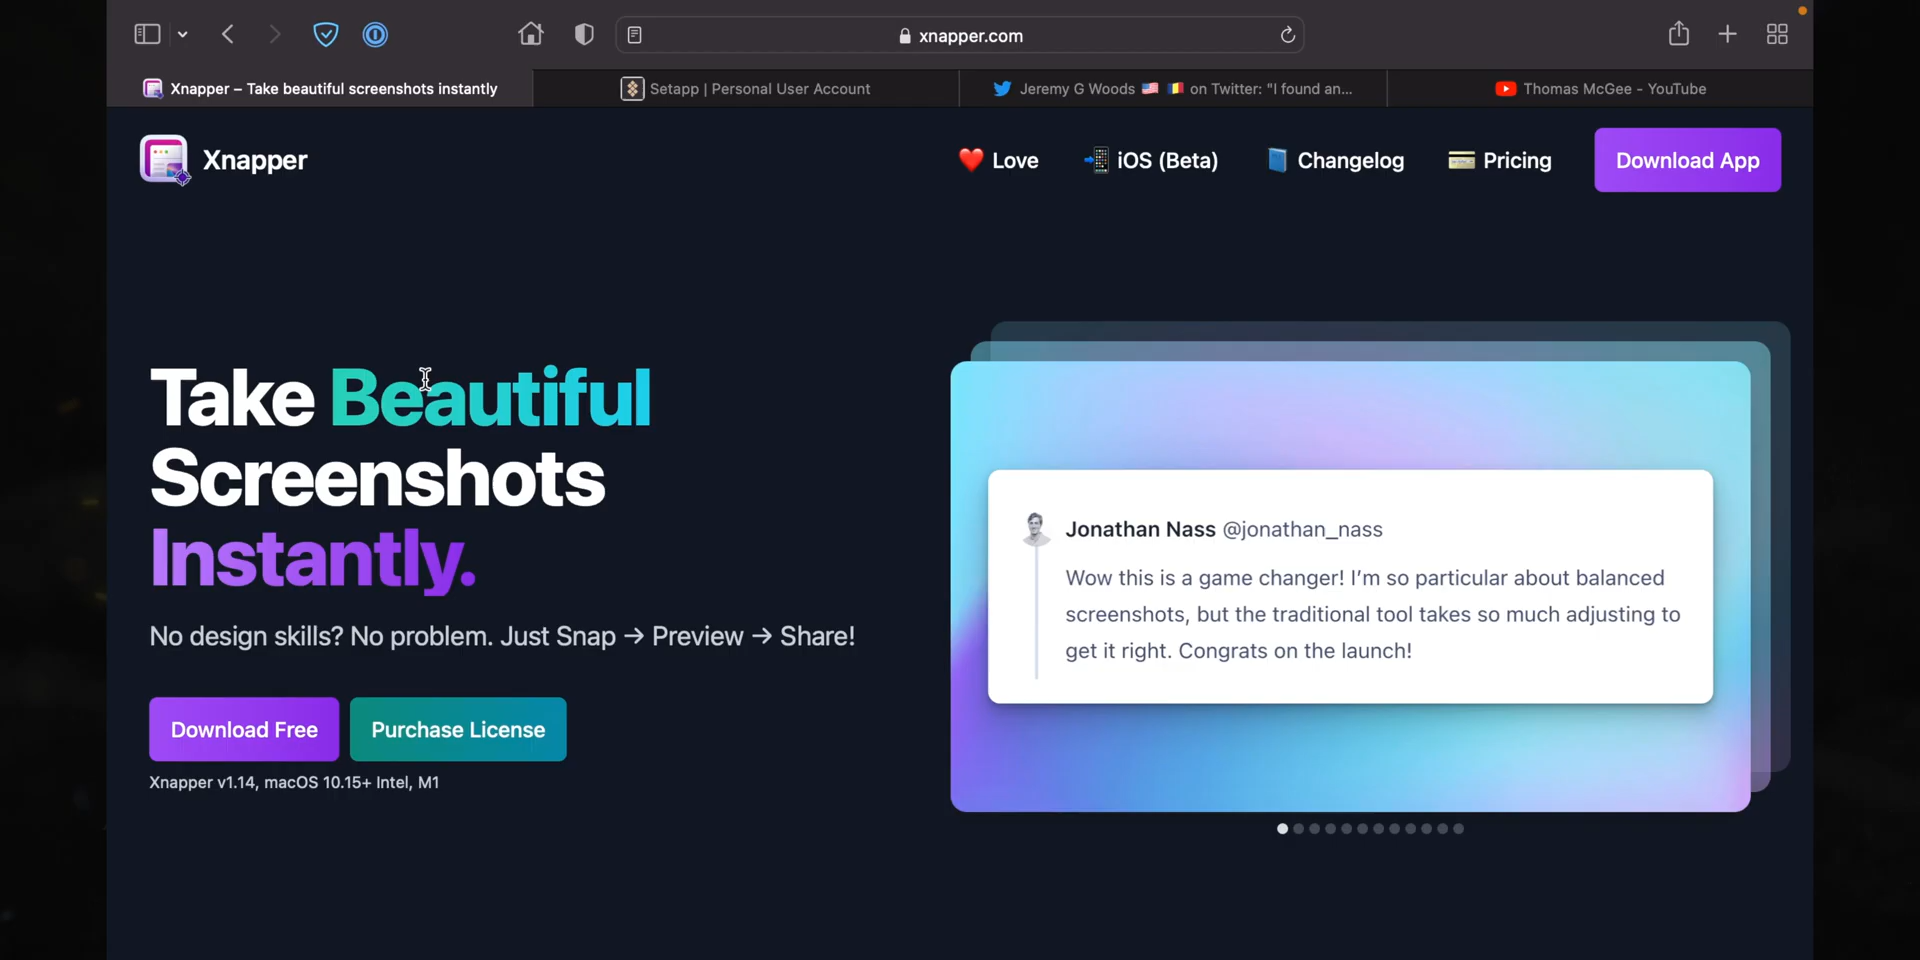 xnapper.com
Xnapper – Take beautiful screenshots instantly
Setapp | Personal User Account
Jeremy G Woods 🇺🇸 🇷🇴 on Twitter: "I found an...
Thomas McGee - YouTube
Xnapper
❤️ Love
📲 iOS (Beta)
📘 Changelog
💳 Pricing
Download App
Take Beautiful
Screenshots
Instantly.
No design skills? No problem. Just Snap → Preview → Share!
Download Free
Purchase License
Xnapper v1.14, macOS 10.15+ Intel, M1
Jonathan Nass @jonathan_nass
Wow this is a game changer! I’m so particular about balanced
screenshots, but the traditional tool takes so much adjusting to
get it right. Congrats on the launch!